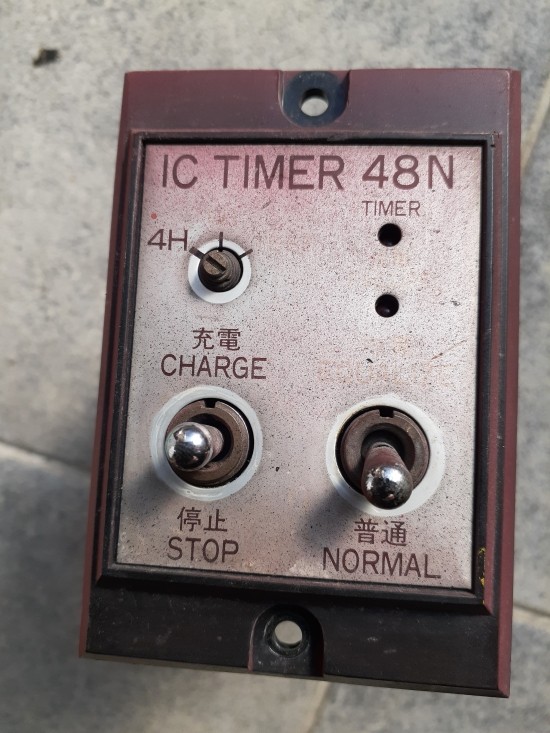 IC TIMER 48N
TIMER
4H
充電
CHARGE
停止
STOP
普通
NORMAL